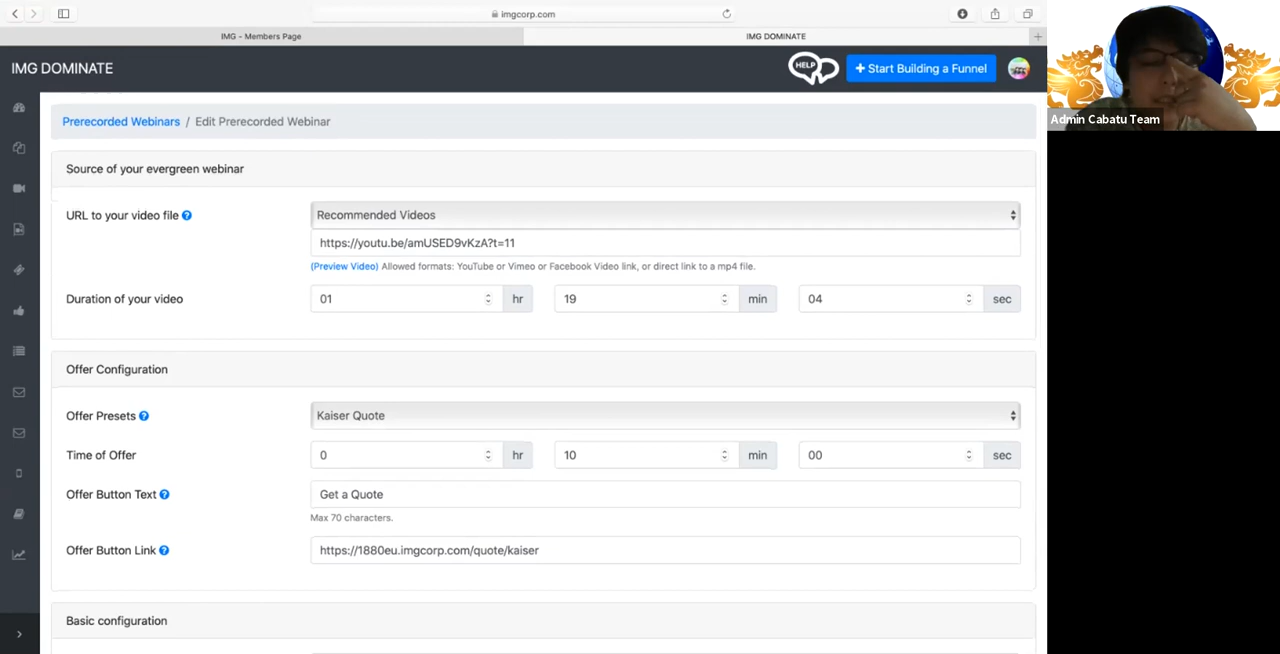 imgcorp.com
IMG - Members Page
IMG DOMINATE
IMG DOMINATE
HELP
+ Start Building a Funnel
Admin Cabatu Team
Prerecorded Webinars / Edit Prerecorded Webinar
Source of your evergreen webinar
URL to your video file ?
Recommended Videos
https://youtu.be/amUSED9vKzA?t=11
(Preview Video) Allowed formats: YouTube or Vimeo or Facebook Video link, or direct link to a mp4 file.
Duration of your video
01 hr 19 min 04 sec
Offer Configuration
Offer Presets ?
Kaiser Quote
Time of Offer
0 hr 10 min 00 sec
Offer Button Text ?
Get a Quote
Max 70 characters.
Offer Button Link ?
https://1880eu.imgcorp.com/quote/kaiser
Basic configuration